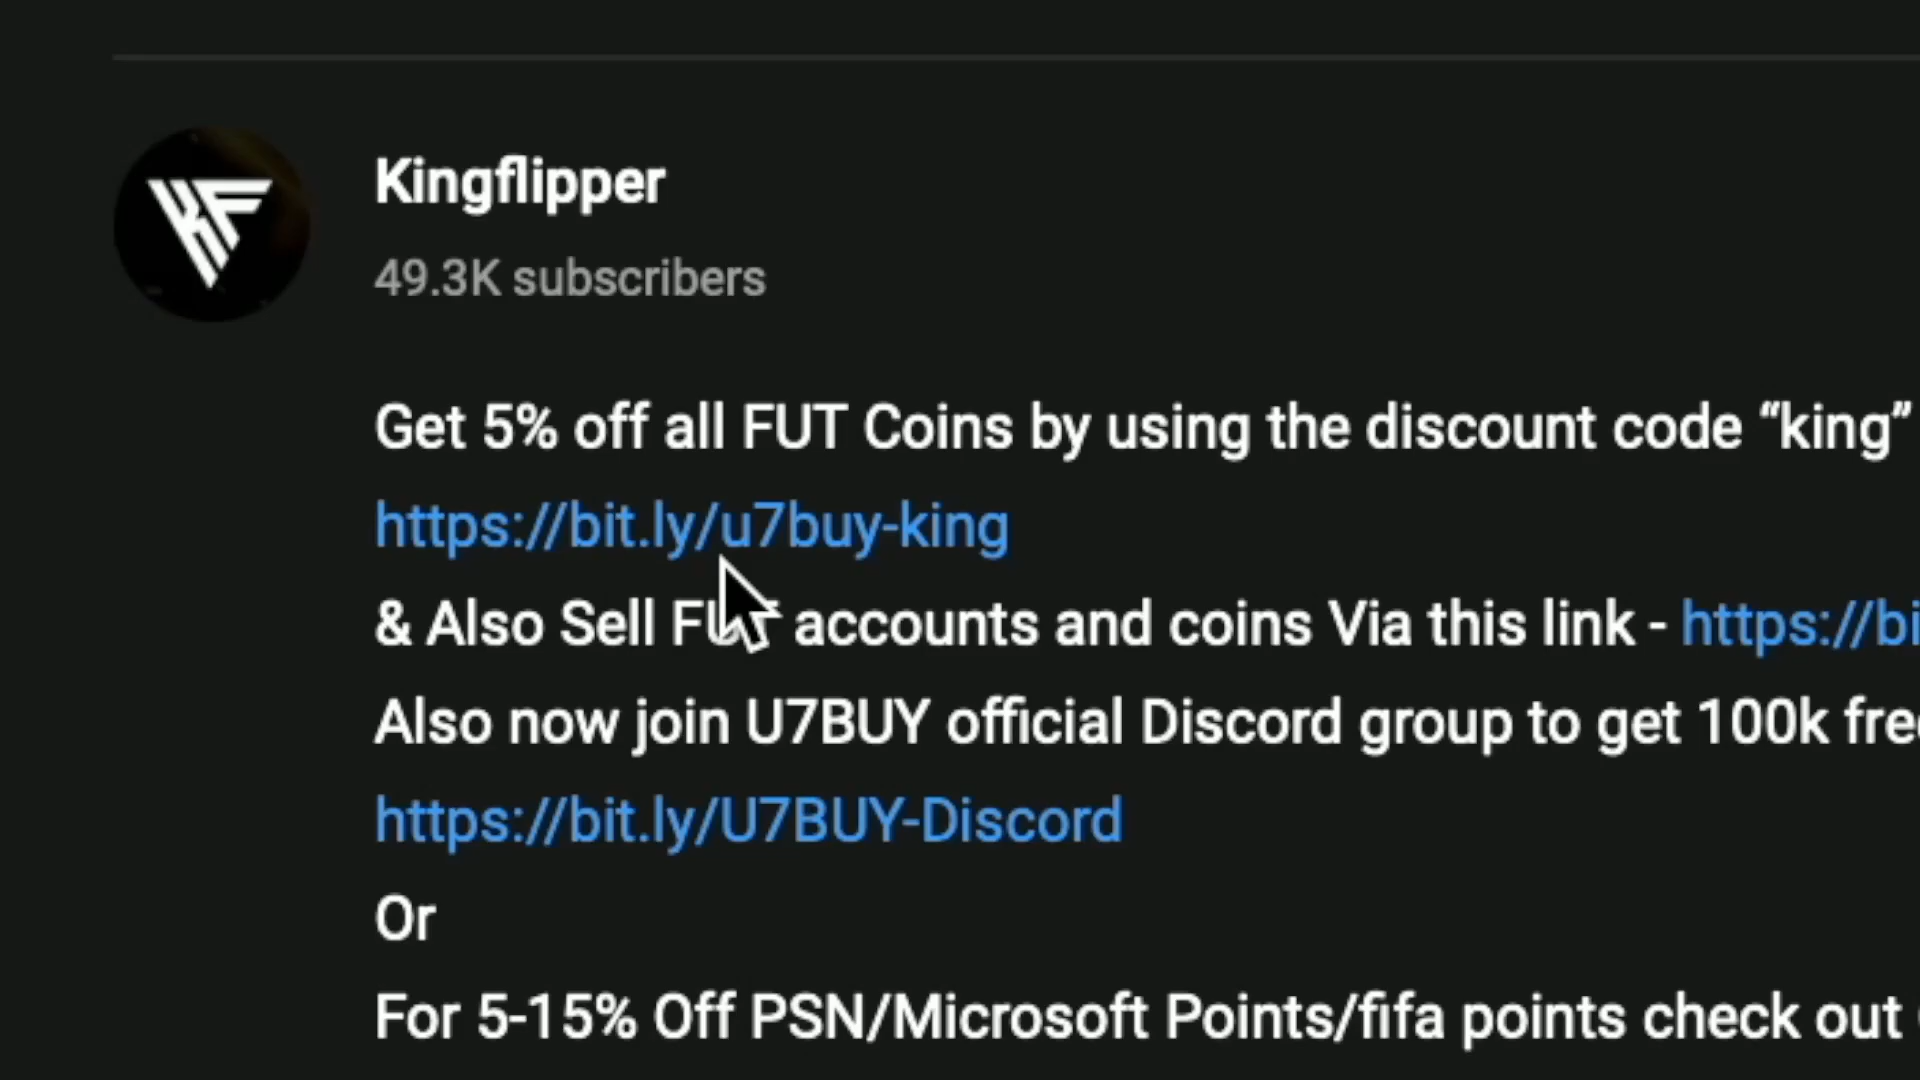 KF
Kingflipper
49.3K subscribers
Get 5% off all FUT Coins by using the discount code “king”
https://bit.ly/u7buy-king
& Also Sell FUT accounts and coins Via this link - https://bi
Also now join U7BUY official Discord group to get 100k free
https://bit.ly/U7BUY-Discord
Or
For 5-15% Off PSN/Microsoft Points/fifa points check out